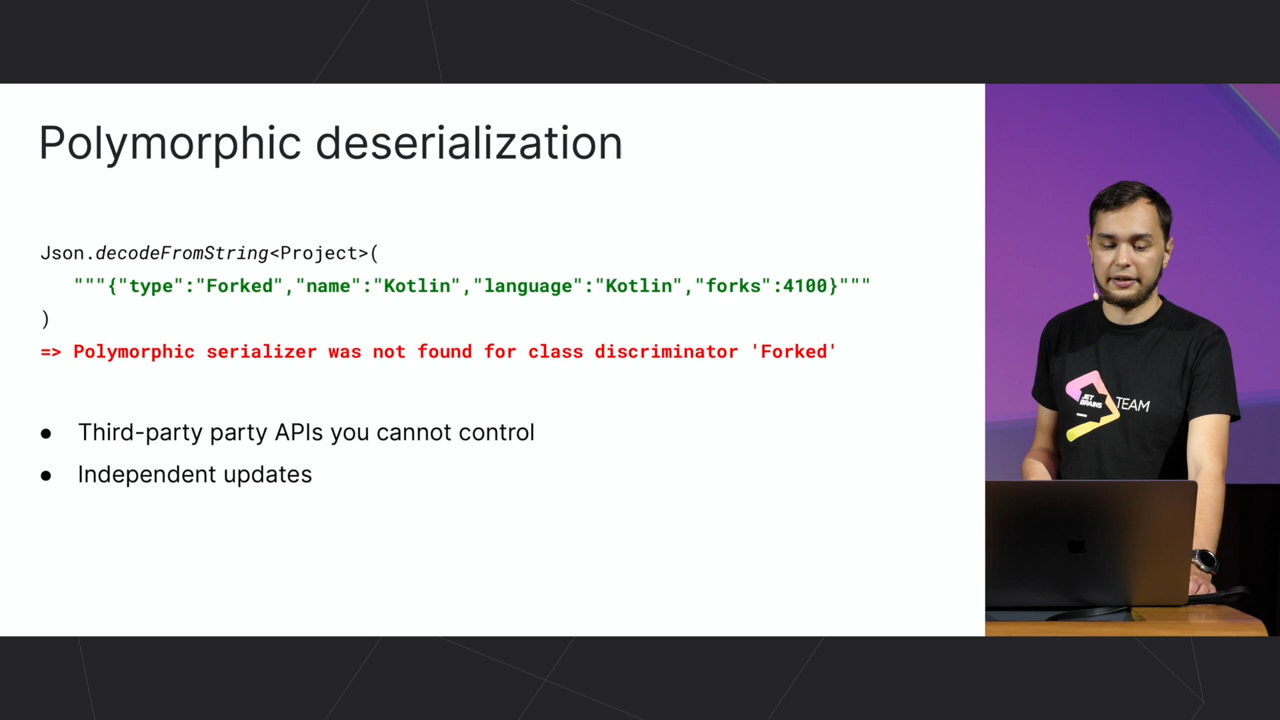 Polymorphic deserialization
Json.decodeFromString<Project>(
"""{"type":"Forked","name":"Kotlin","language":"Kotlin","forks":4100}"""
)
=> Polymorphic serializer was not found for class discriminator 'Forked'
● Third-party party APIs you cannot control
● Independent updates
JET
BRAINS
TEAM